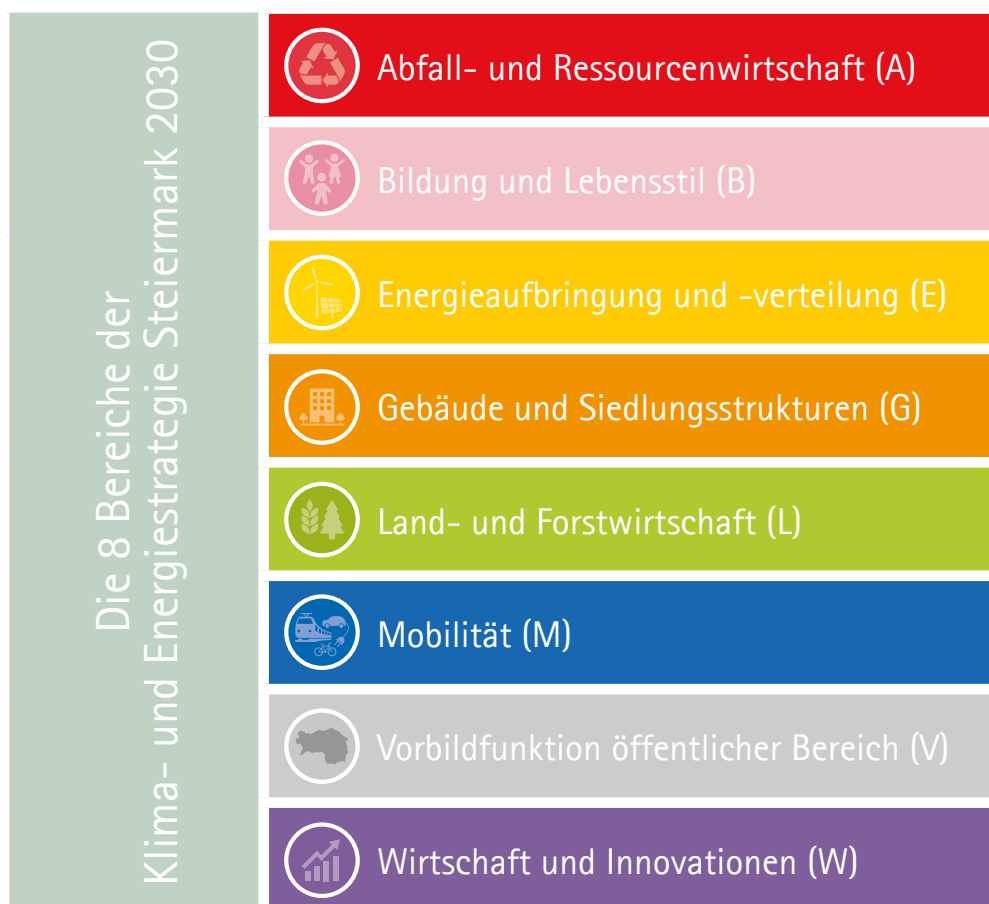 Die 8 Bereiche der
Klima- und Energiestrategie Steiermark 2030
Abfall- und Ressourcenwirtschaft (A)
Bildung und Lebensstil (B)
Energieaufbringung und -verteilung (E)
Gebäude und Siedlungsstrukturen (G)
Land- und Forstwirtschaft (L)
Mobilität (M)
Vorbildfunktion öffentlicher Bereich (V)
Wirtschaft und Innovationen (W)